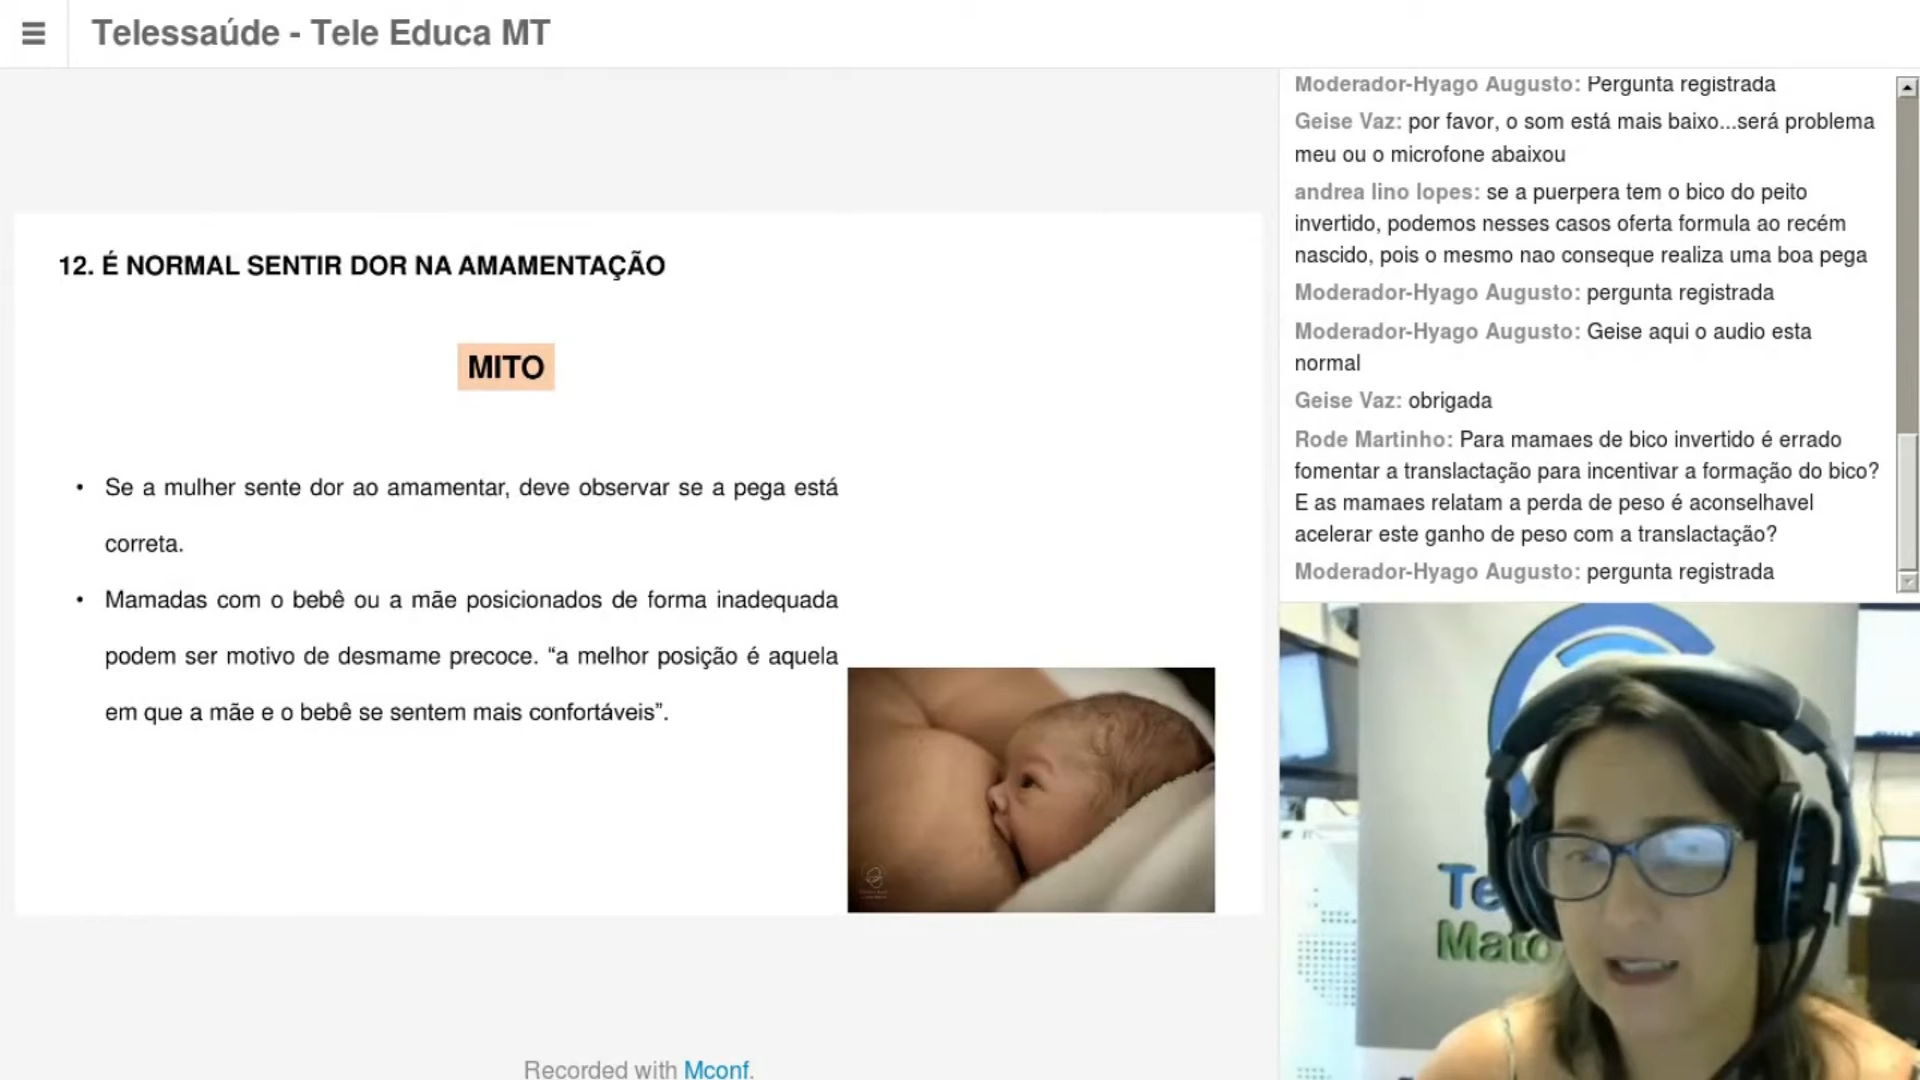 Telessaúde - Tele Educa MT
12. É NORMAL SENTIR DOR NA AMAMENTAÇÃO
MITO
• Se a mulher sente dor ao amamentar, deve observar se a pega está
correta.
• Mamadas com o bebê ou a mãe posicionados de forma inadequada
podem ser motivo de desmame precoce. “a melhor posição é aquela
em que a mãe e o bebê se sentem mais confortáveis”.
Recorded with Mconf.
Moderador-Hyago Augusto: Pergunta registrada
Geise Vaz: por favor, o som está mais baixo...será problema
meu ou o microfone abaixou
andrea lino lopes: se a puerpera tem o bico do peito
invertido, podemos nesses casos oferta formula ao recém
nascido, pois o mesmo nao conseque realiza uma boa pega
Moderador-Hyago Augusto: pergunta registrada
Moderador-Hyago Augusto: Geise aqui o audio esta
normal
Geise Vaz: obrigada
Rode Martinho: Para mamaes de bico invertido é errado
fomentar a translactação para incentivar a formação do bico?
E as mamaes relatam a perda de peso é aconselhavel
acelerar este ganho de peso com a translactação?
Moderador-Hyago Augusto: pergunta registrada
Te
Mato